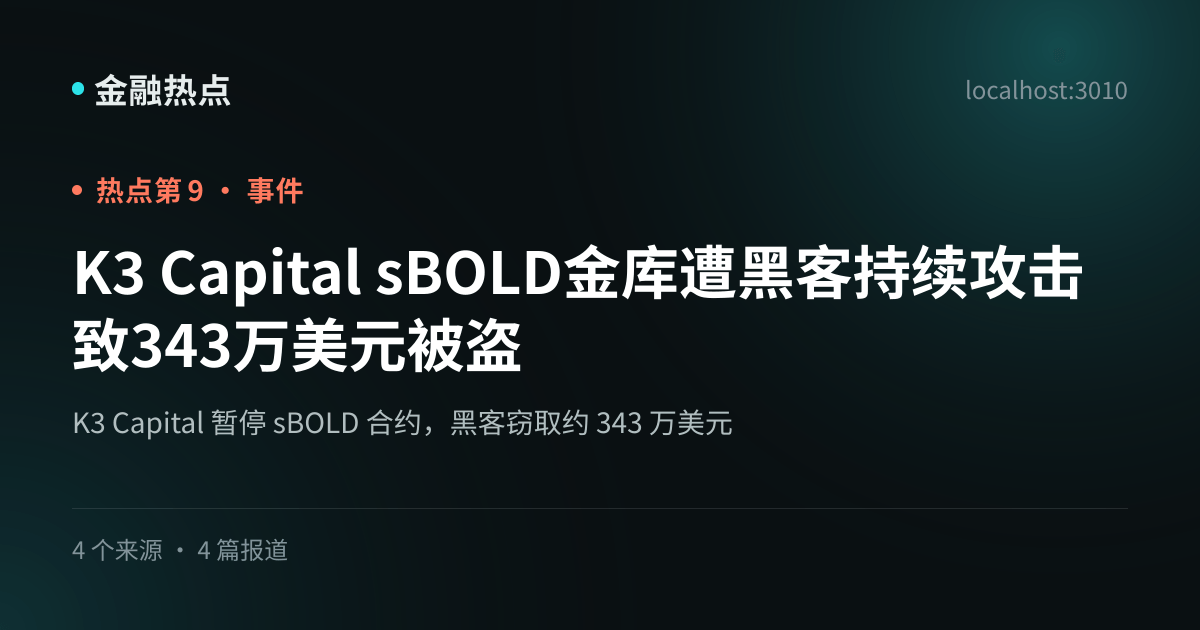 金融热点
localhost:3010
热点第 9 · 事件
K3 Capital sBOLD金库遭黑客持续攻击
致343万美元被盗
K3 Capital 暂停 sBOLD 合约，黑客窃取约 343 万美元
4 个来源 · 4 篇报道